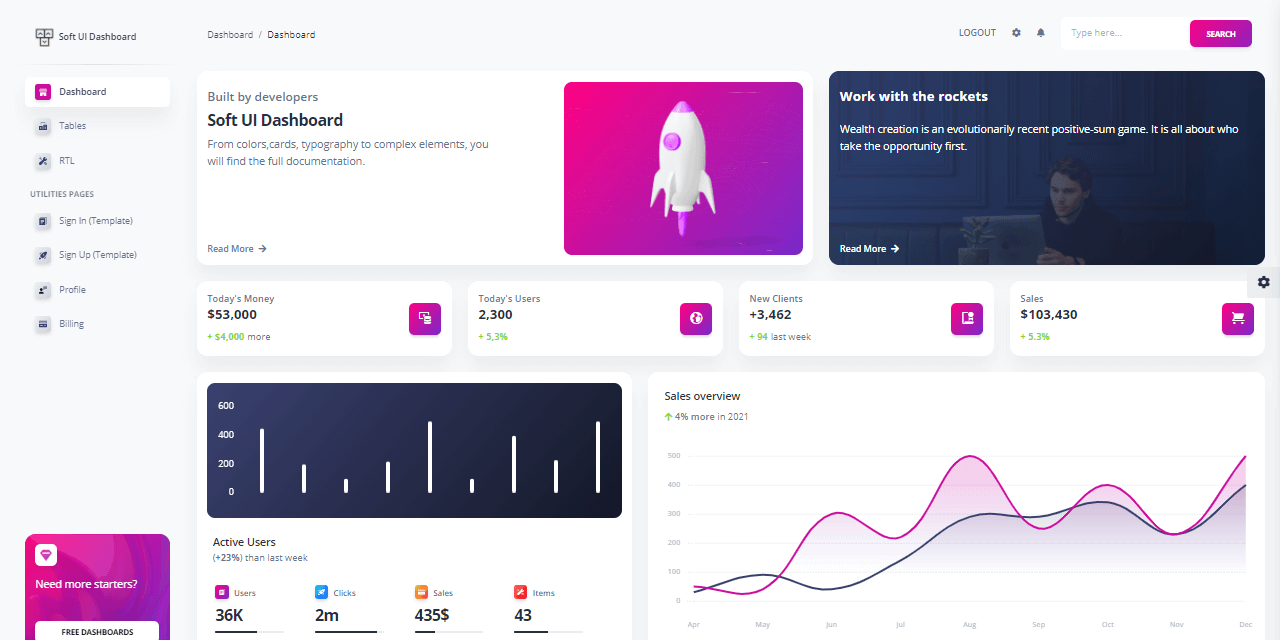 Soft UI Dashboard
Dashboard
Tables
RTL
UTILITIES PAGES
Sign In (Template)
Sign Up (Template)
Profile
Billing
Need more starters?
FREE DASHBOARDS
Dashboard / Dashboard
LOGOUT
Type here...
SEARCH
Built by developers
Soft UI Dashboard
From colors,cards, typography to complex elements, you
will find the full documentation.
Read More
Work with the rockets
Wealth creation is an evolutionarily recent positive-sum game. It is all about who
take the opportunity first.
Read More
Today's Money
$53,000
+ $4,000 more
Today's Users
2,300
+ 5,3%
New Clients
+3,462
+ 94 last week
Sales
$103,430
+ 5.3%
600
400
200
0
Active Users
(+23%) than last week
Users
36K
Clicks
2m
Sales
435$
Items
43
Sales overview
4% more in 2021
500
400
300
200
100
0
Apr May Jun Jul Aug Sep Oct Nov Dec